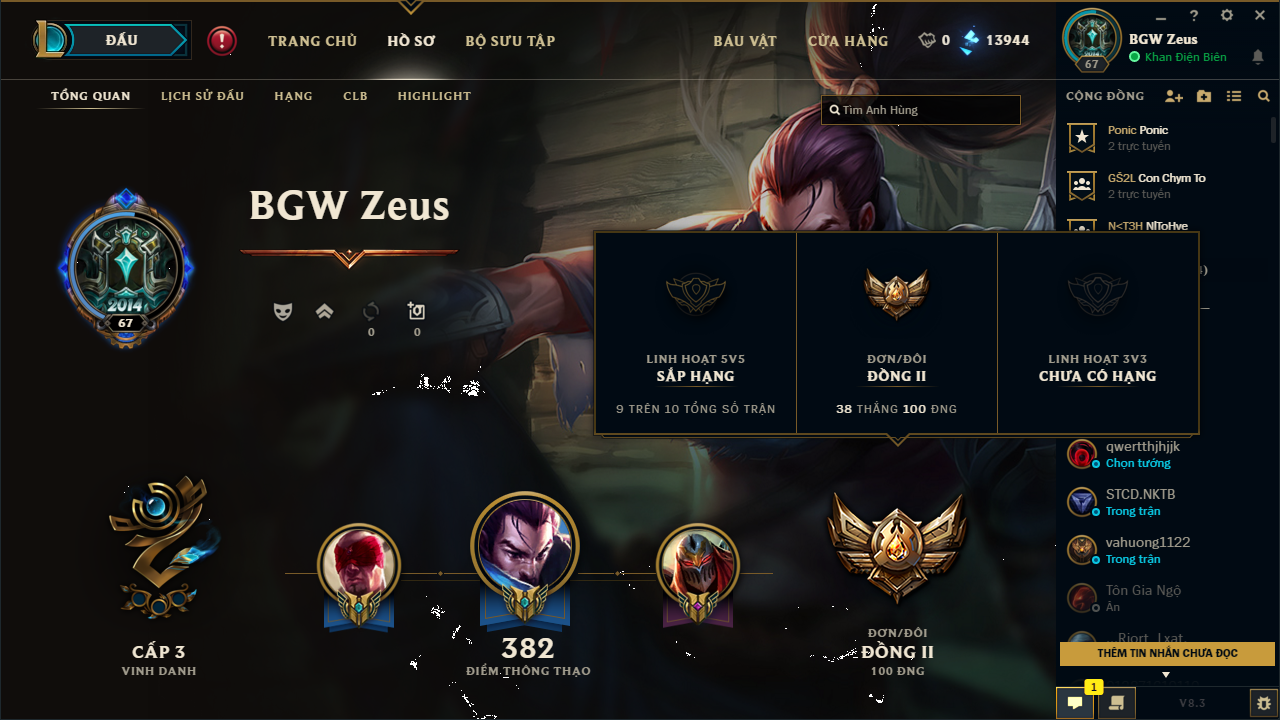 ĐẤU
TRANG CHỦ
HỒ SƠ
BỘ SƯU TẬP
BÁU VẬT
CỬA HÀNG
0
13944
?
BGW Zeus
Khan Điện Biên
67
TỔNG QUAN
LỊCH SỬ ĐẤU
HẠNG
CLB
HIGHLIGHT
Tìm Anh Hùng
CỘNG ĐỒNG
Ponic Ponic
2 trực tuyến
GŠ2L Con Chym To
2 trực tuyến
N<T3H NlToHve
BGW Zeus
2014
67
0
0
LINH HOẠT 5V5
SẮP HẠNG
9 TRÊN 10 TỔNG SỐ TRẬN
ĐƠN/ĐÔI
ĐỒNG II
38 THẮNG 100 ĐNG
LINH HOẠT 3V3
CHƯA CÓ HẠNG
qwertthjhjjk
Chọn tướng
STCD.NKTB
Trong trận
vahuong1122
Trong trận
Tôn Gia Ngộ
Ẩn
CẤP 3
VINH DANH
382
ĐIỂM THÔNG THẠO
ĐƠN/ĐÔI
ĐỒNG II
100 ĐNG
THÊM TIN NHẮN CHƯA ĐỌC
1
V8.3